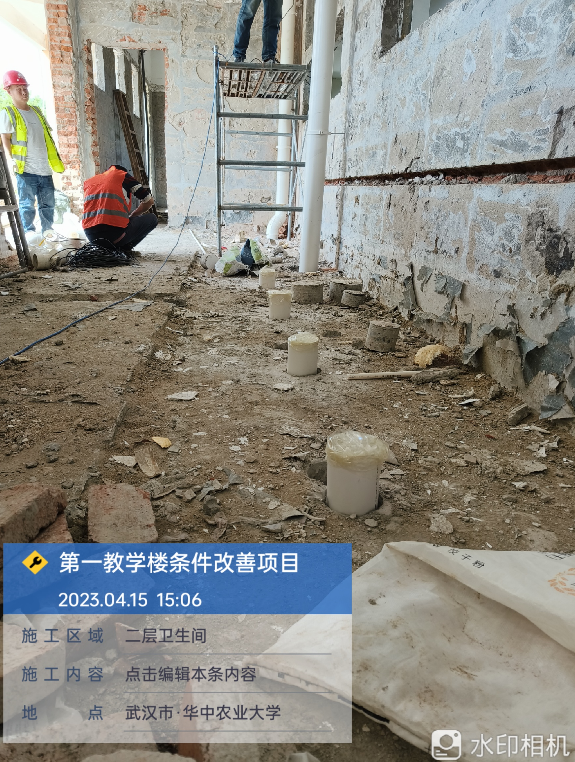 第一教学楼条件改善项目
2023.04.15 15:06
施工区域 二层卫生间
施工内容 点击编辑本条内容
地点 武汉市·华中农业大学
水印相机